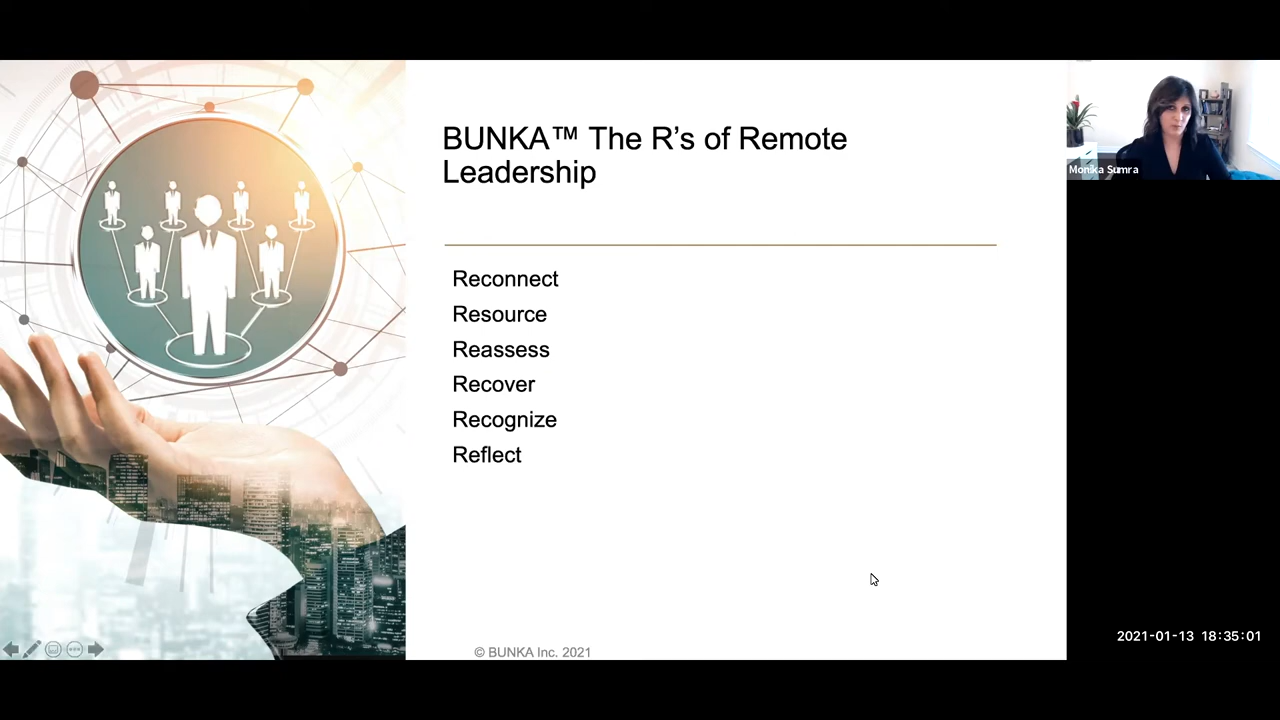 BUNKA™ The R’s of Remote
Leadership
Reconnect
Resource
Reassess
Recover
Recognize
Reflect
© BUNKA Inc. 2021
Monika Sumra
2021-01-13 18:35:01